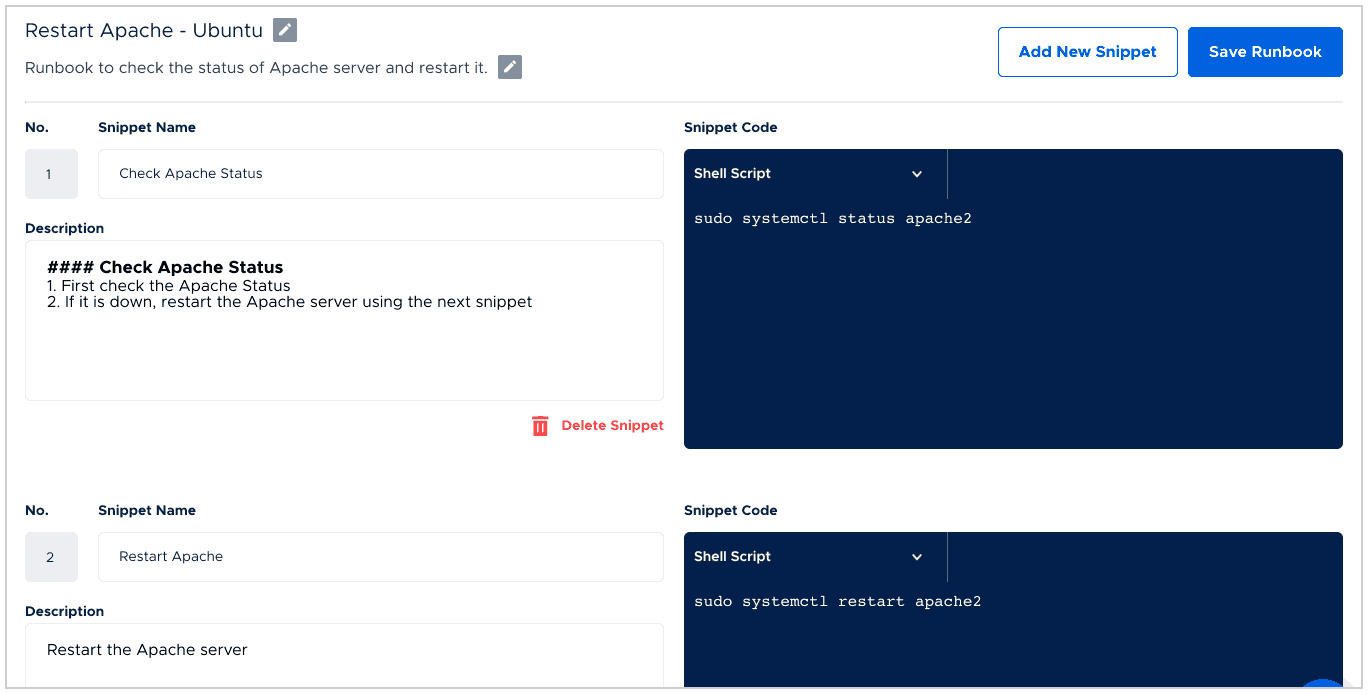 Restart Apache - Ubuntu
Runbook to check the status of Apache server and restart it.
Add New Snippet
Save Runbook
No.
Snippet Name
Snippet Code
1
Check Apache Status
Shell Script
sudo systemctl status apache2
Description
#### Check Apache Status
1. First check the Apache Status
2. If it is down, restart the Apache server using the next snippet
Delete Snippet
No.
Snippet Name
Snippet Code
2
Restart Apache
Shell Script
sudo systemctl restart apache2
Description
Restart the Apache server